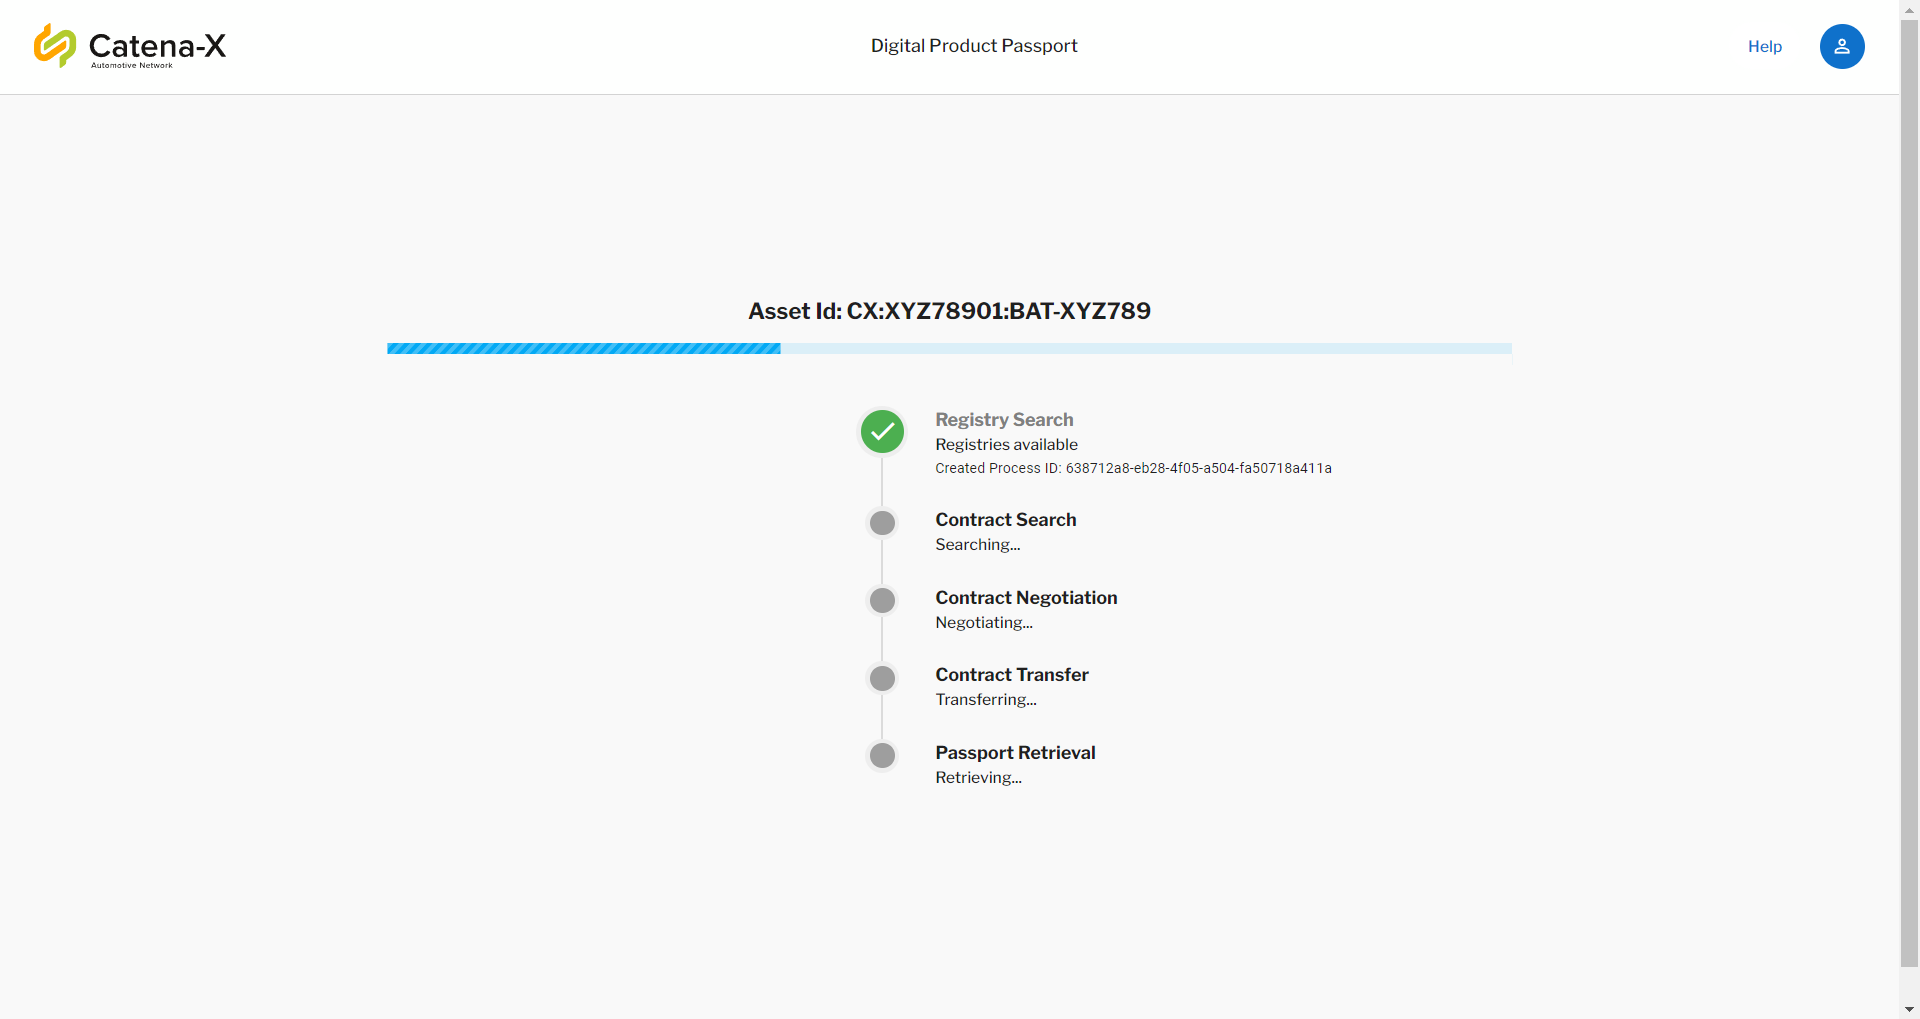 Catena-X
Automotive Network
Digital Product Passport
Help
Asset Id: CX:XYZ78901:BAT-XYZ789
Registry Search
Registries available
Created Process ID: 638712a8-eb28-4f05-a504-fa50718a411a
Contract Search
Searching...
Contract Negotiation
Negotiating...
Contract Transfer
Transferring...
Passport Retrieval
Retrieving...